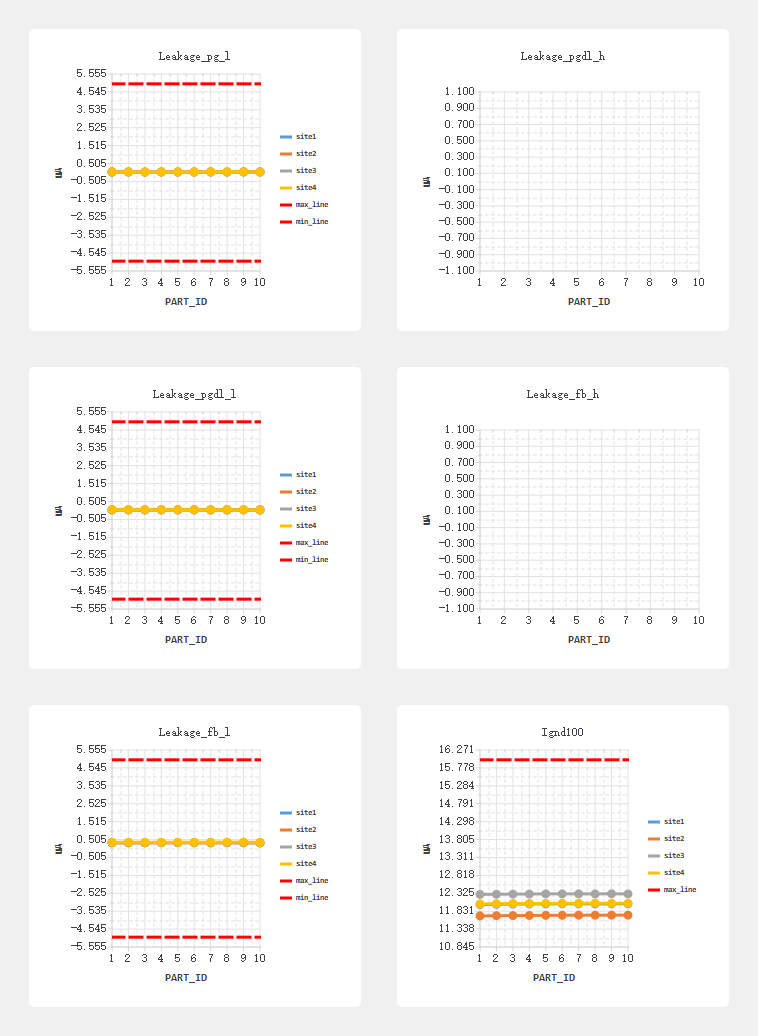 Leakage_pg_l
5.555
4.545
3.535
2.525
1.515
0.505
-0.505
-1.515
-2.525
-3.535
-4.545
-5.555
UA
1 2 3 4 5 6 7 8 9 10
PART_ID
site1
site2
site3
site4
max_line
min_line
Leakage_pgdl_h
1.100
0.900
0.700
0.500
0.300
0.100
-0.100
-0.300
-0.500
-0.700
-0.900
-1.100
UA
1 2 3 4 5 6 7 8 9 10
PART_ID
Leakage_pgdl_l
5.555
4.545
3.535
2.525
1.515
0.505
-0.505
-1.515
-2.525
-3.535
-4.545
-5.555
UA
1 2 3 4 5 6 7 8 9 10
PART_ID
site1
site2
site3
site4
max_line
min_line
Leakage_fb_h
1.100
0.900
0.700
0.500
0.300
0.100
-0.100
-0.300
-0.500
-0.700
-0.900
-1.100
UA
1 2 3 4 5 6 7 8 9 10
PART_ID
Leakage_fb_l
5.555
4.545
3.535
2.525
1.515
0.505
-0.505
-1.515
-2.525
-3.535
-4.545
-5.555
UA
1 2 3 4 5 6 7 8 9 10
PART_ID
site1
site2
site3
site4
max_line
min_line
Ignd100
16.271
15.778
15.284
14.791
14.298
13.805
13.311
12.818
12.325
11.831
11.338
10.845
UA
1 2 3 4 5 6 7 8 9 10
PART_ID
site1
site2
site3
site4
max_line